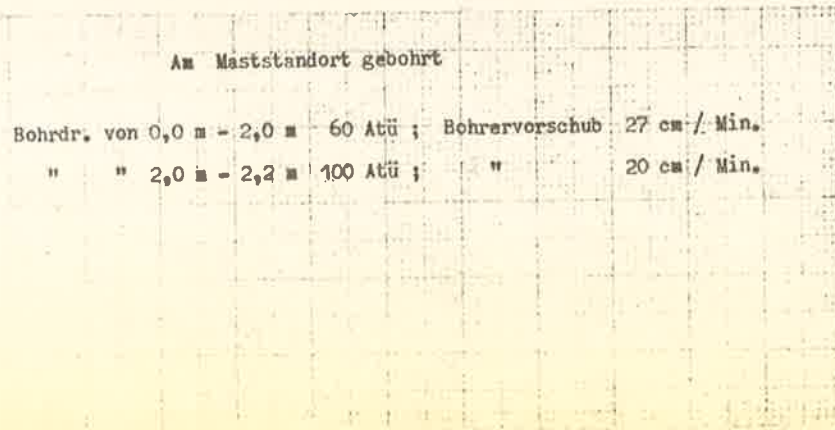 Am Maststandort gebohrt
Bohrdr. von 0,0 m - 2,0 m 60 Atü ; Bohrervorschub 27 cm / Min.
" " 2,0 m - 2,2 m 100 Atü ; " 20 cm / Min.